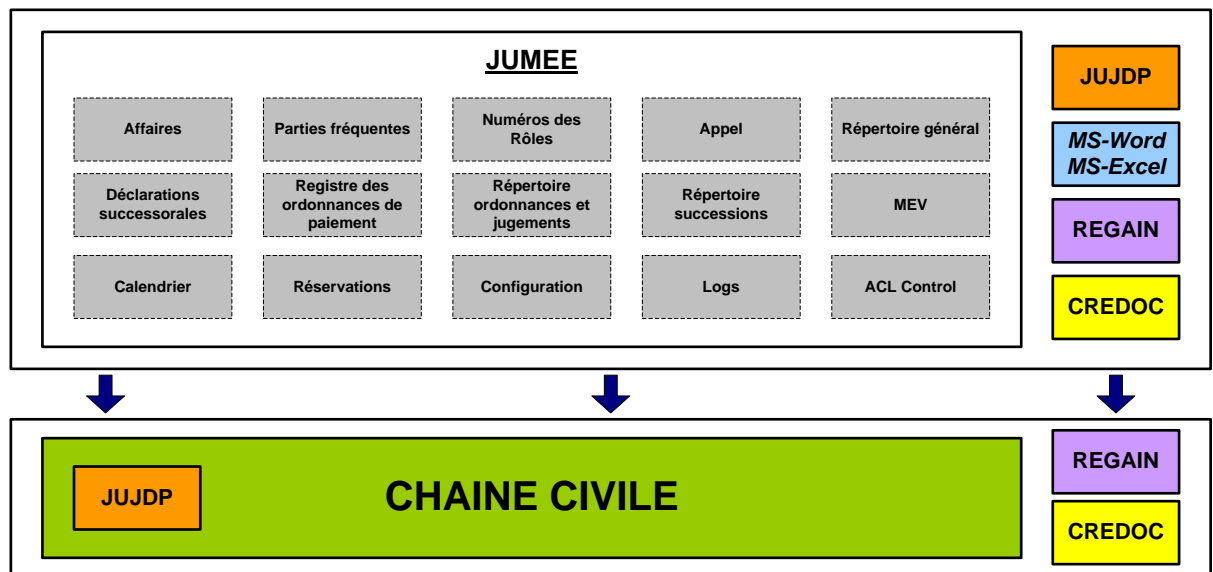 JUMEE
Affaires
Parties fréquentes
Numéros des
Rôles
Appel
Répertoire général
Déclarations
successorales
Registre des
ordonnances de
paiement
Répertoire
ordonnances et
jugements
Répertoire
successions
MEV
Calendrier
Réservations
Configuration
Logs
ACL Control
JUJDP
MS-Word
MS-Excel
REGAIN
CREDOC
JUJDP
CHAINE CIVILE
REGAIN
CREDOC